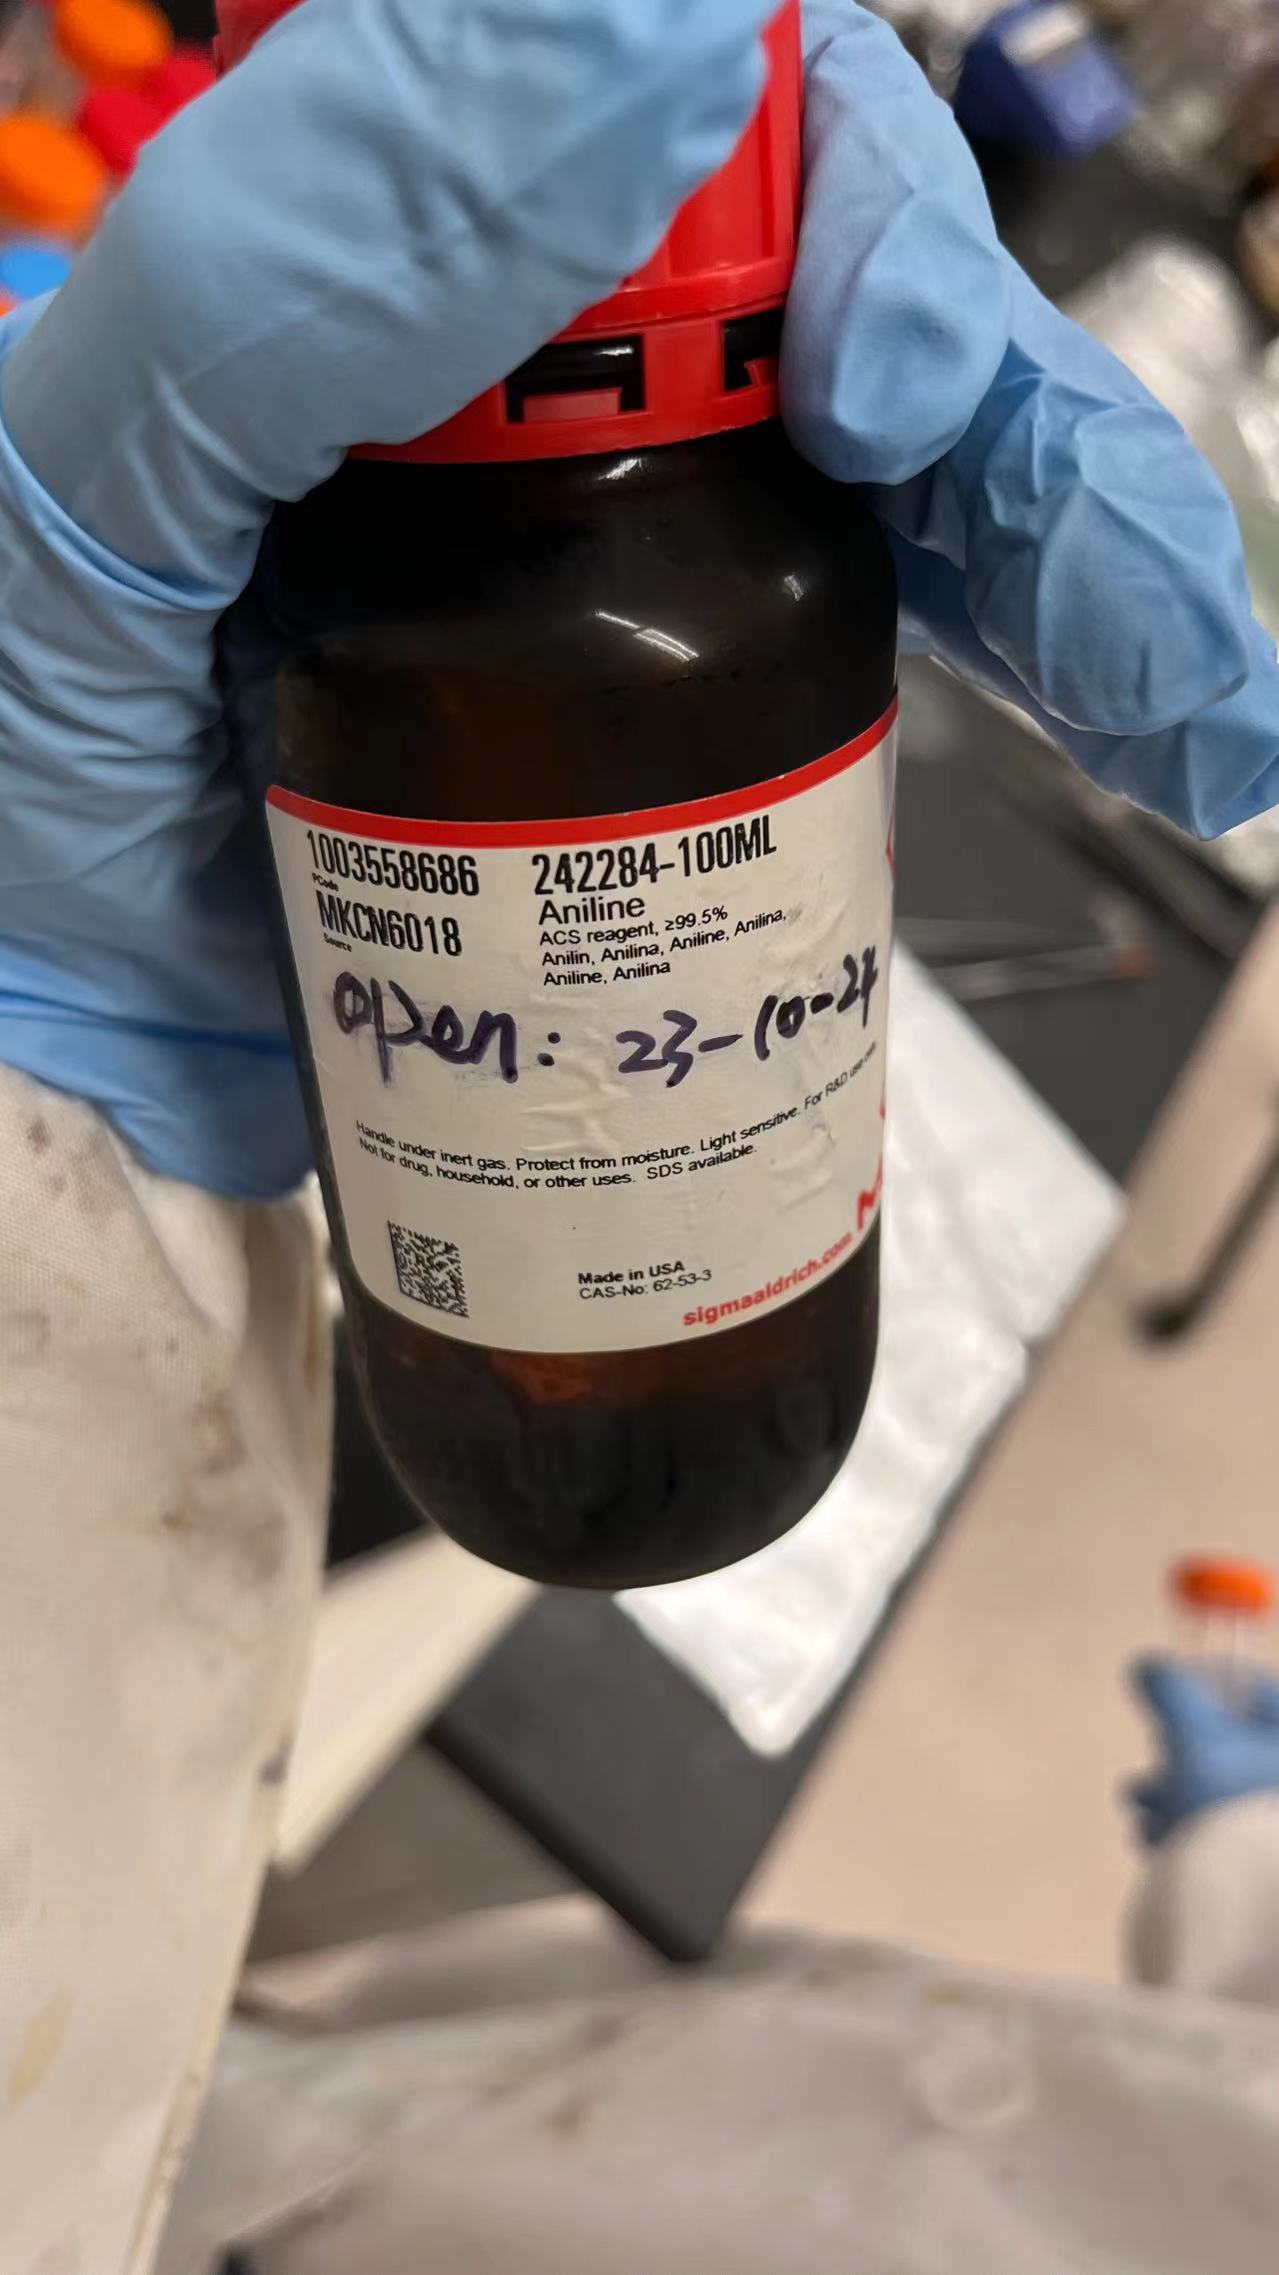 1003558686
PCode
MKCN6018
Source
242284-100ML
Aniline
ACS reagent, ≥99.5%
Anilin, Anilina, Aniline, Anilina,
Aniline, Anilina
open: 23-10-24
Handle under inert gas. Protect from moisture. Light sensitive. For R&D use only.
Not for drug, household, or other uses. SDS available.
Made in USA
CAS-No: 62-53-3
sigmaaldrich.com